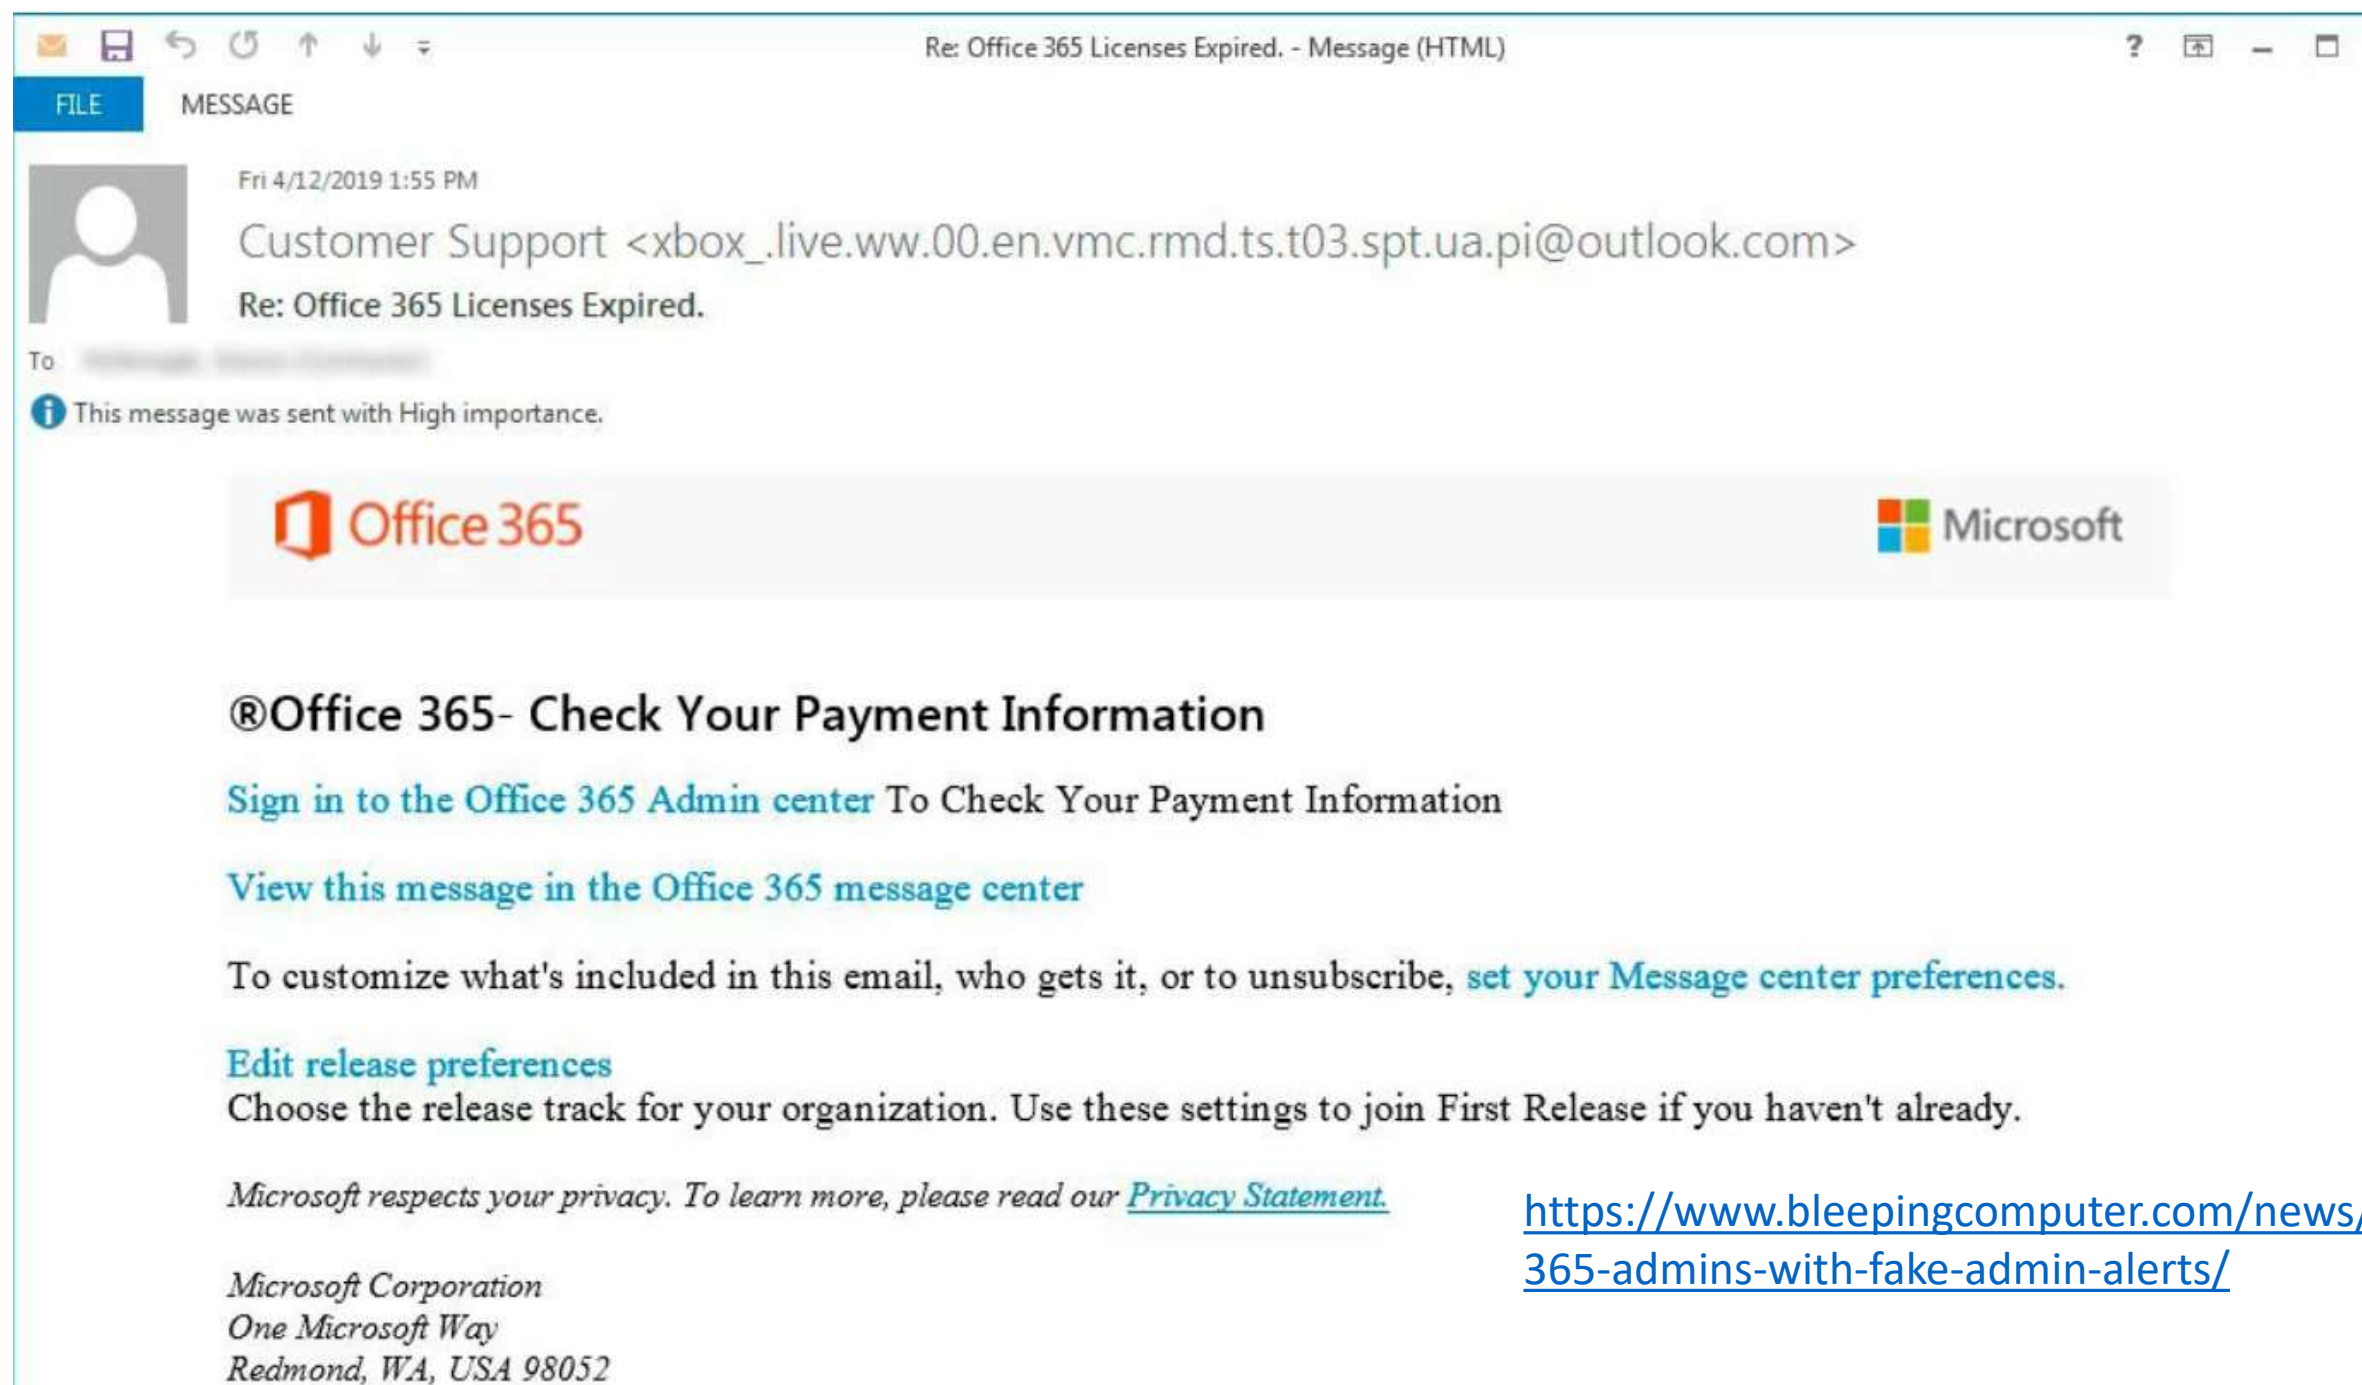 Re: Office 365 Licenses Expired. - Message (HTML)
?
FILE MESSAGE
Fri 4/12/2019 1:55 PM
Customer Support <xbox_.live.ww.00.en.vmc.rmd.ts.t03.spt.ua.pi@outlook.com>
Re: Office 365 Licenses Expired.
To
This message was sent with High importance.
Office 365 Microsoft
®Office 365- Check Your Payment Information
Sign in to the Office 365 Admin center To Check Your Payment Information
View this message in the Office 365 message center
To customize what's included in this email, who gets it, or to unsubscribe, set your Message center preferences.
Edit release preferences
Choose the release track for your organization. Use these settings to join First Release if you haven't already.
Microsoft respects your privacy. To learn more, please read our Privacy Statement.
https://www.bleepingcomputer.com/news/
365-admins-with-fake-admin-alerts/
Microsoft Corporation
One Microsoft Way
Redmond, WA, USA 98052